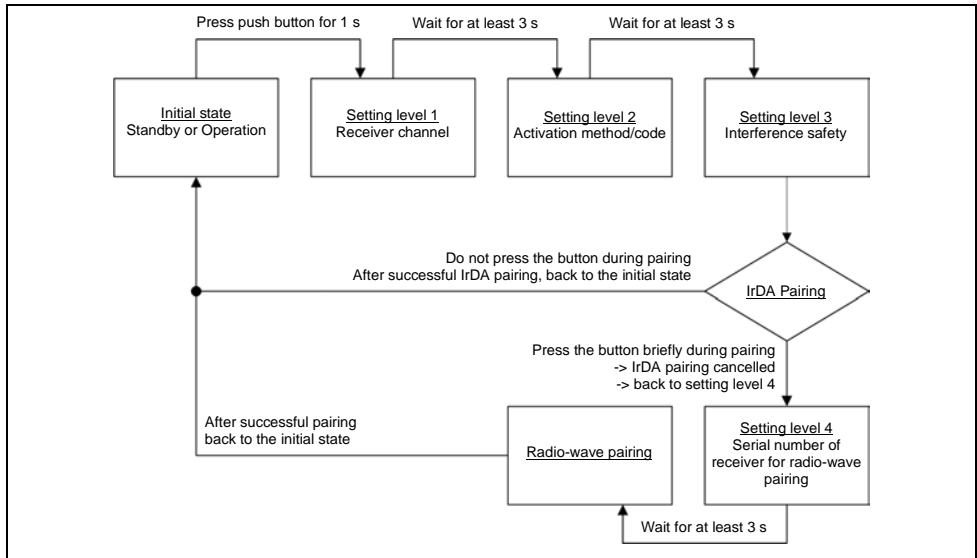 Press push button for 1 s
Wait for at least 3 s
Wait for at least 3 s
Initial state
Standby or Operation
Setting level 1
Receiver channel
Setting level 2
Activation method/code
Setting level 3
Interference safety
Do not press the button during pairing
After successful IrDA pairing, back to the initial state
IrDA Pairing
Press the button briefly during pairing
-> IrDA pairing cancelled
-> back to setting level 4
After successful pairing
back to the initial state
Radio-wave pairing
Setting level 4
Serial number of
receiver for radio-wave
pairing
Wait for at least 3 s